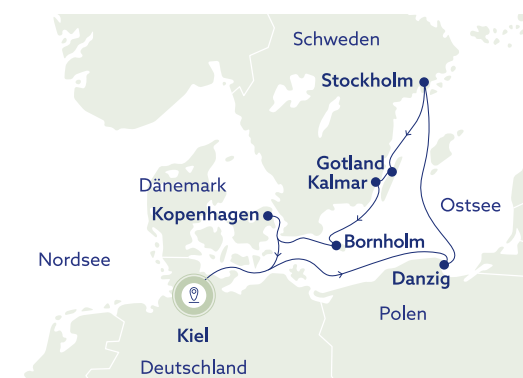 Schweden
Stockholm
Gotland
Kalmar
Dänemark
Kopenhagen
Ostsee
Bornholm
Nordsee
Danzig
Polen
Kiel
Deutschland